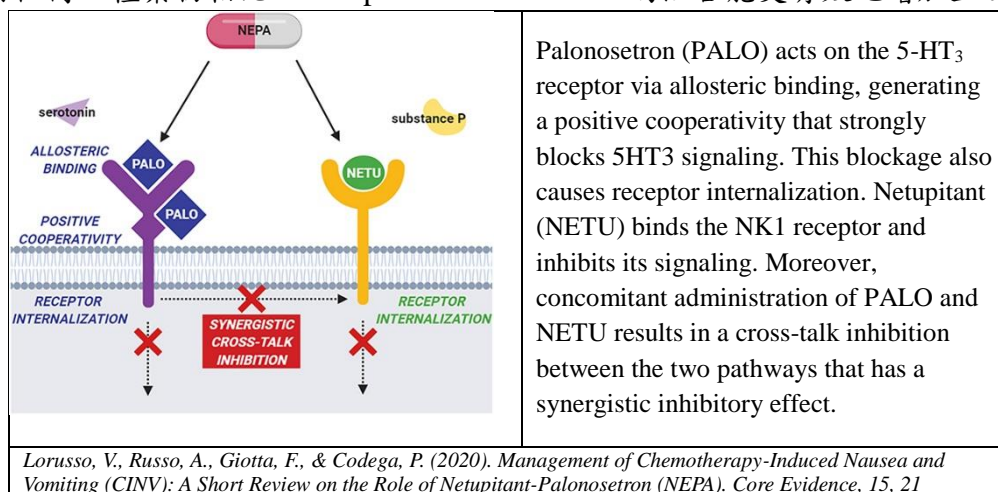 NEPA
serotonin
substance P
ALLOSTERIC
BINDING
PALO
NETU
PALO
POSITIVE
COOPERATIVITY
RECEPTOR
INTERNALIZATION
RECEPTOR
INTERNALIZATION
SYNERGISTIC
CROSS-TALK
INHIBITION
Palonosetron (PALO) acts on the 5-HT₃
receptor via allosteric binding, generating
a positive cooperativity that strongly
blocks 5HT3 signaling. This blockage also
causes receptor internalization. Netupitant
(NETU) binds the NK1 receptor and
inhibits its signaling. Moreover,
concomitant administration of PALO and
NETU results in a cross-talk inhibition
between the two pathways that has a
synergistic inhibitory effect.
Lorusso, V., Russo, A., Giotta, F., & Codega, P. (2020). Management of Chemotherapy-Induced Nausea and
Vomiting (CINV): A Short Review on the Role of Netupitant-Palonosetron (NEPA). Core Evidence, 15, 21